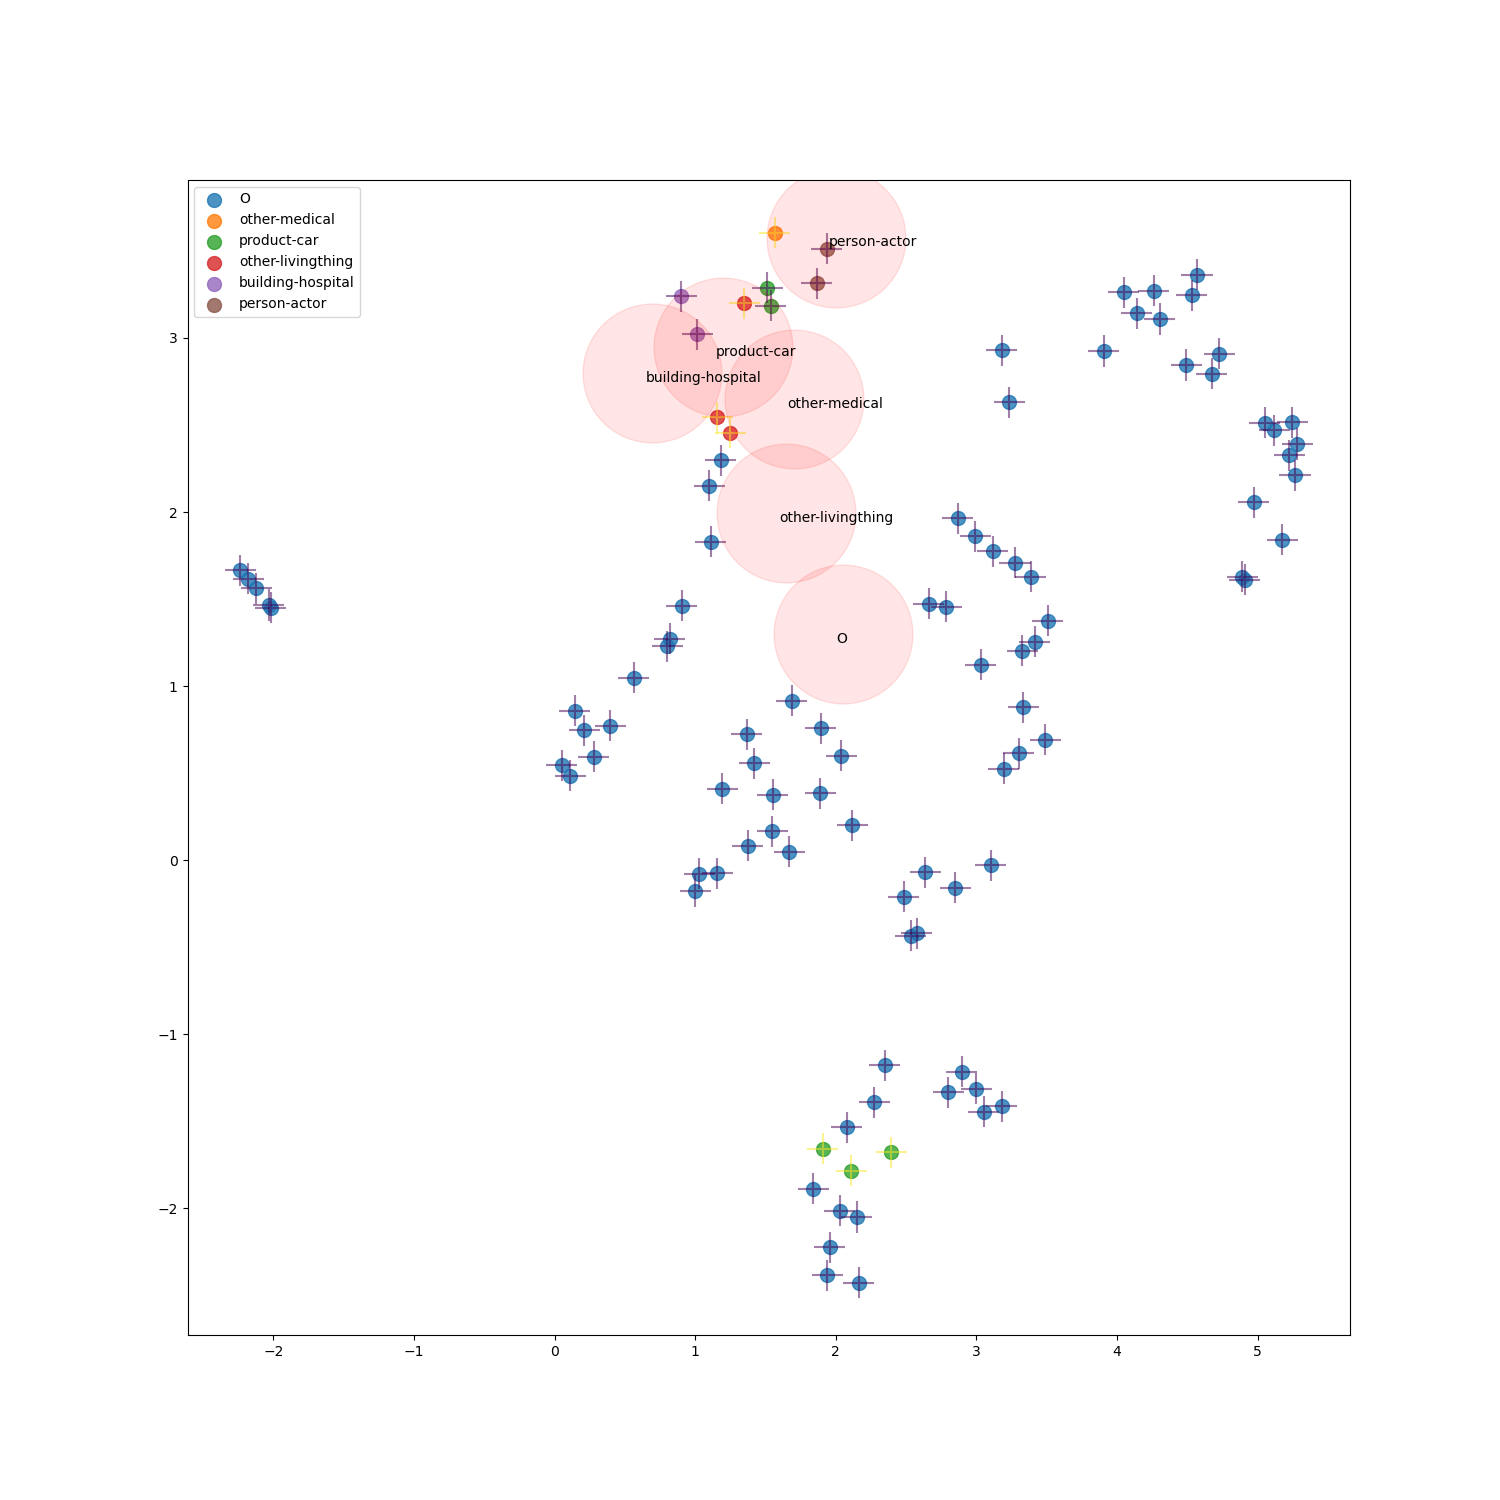 O
other-medical
product-car
other-livingthing
building-hospital
person-actor
person-actor
product-car
building-hospital
other-medical
other-livingthing
O
3
2
1
0
−1
−2
−2
−1
0
1
2
3
4
5